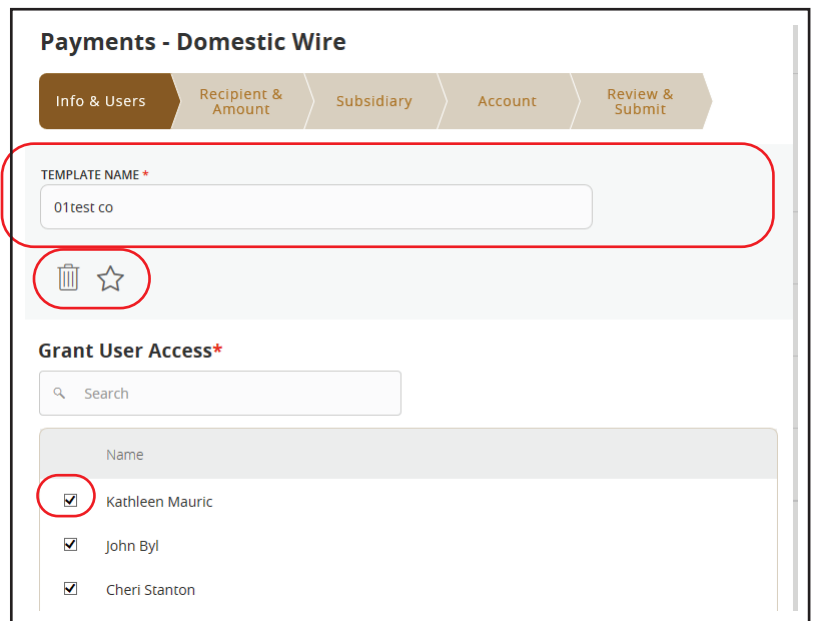 Payments - Domestic Wire
Info & Users
Recipient &
Amount
Subsidiary
Account
Review &
Submit
TEMPLATE NAME *
01test co
Grant User Access*
Search
Name
Kathleen Mauric
John Byl
Cheri Stanton